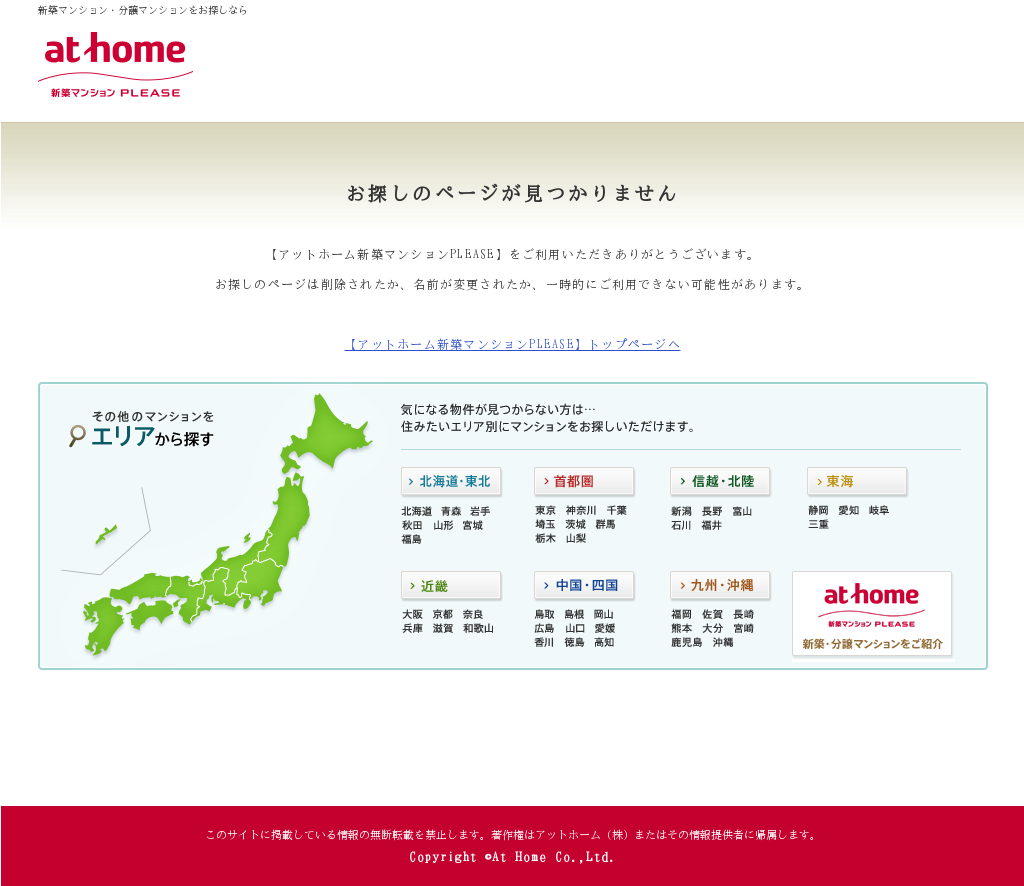 新築マンション・分譲マンションをお探しなら
at home
新築マンション PLEASE
お探しのページが見つかりません
【アットホーム新築マンションPLEASE】をご利用いただきありがとうございます。
お探しのページは削除されたか、名前が変更されたか、一時的にご利用できない可能性があります。
【アットホーム新築マンションPLEASE】トップページへ
その他のマンションを
エリアから探す
気になる物件が見つからない方は…
住みたいエリア別にマンションをお探しいただけます。
北海道・東北
北海道 青森 岩手
秋田 山形 宮城
福島
首都圏
東京 神奈川 千葉
埼玉 茨城 群馬
栃木 山梨
信越・北陸
新潟 長野 富山
石川 福井
東海
静岡 愛知 岐阜
三重
近畿
大阪 京都 奈良
兵庫 滋賀 和歌山
中国・四国
鳥取 島根 岡山
広島 山口 愛媛
香川 徳島 高知
九州・沖縄
福岡 佐賀 長崎
熊本 大分 宮崎
鹿児島 沖縄
at home
新築マンション PLEASE
新築・分譲マンションをご紹介
このサイトに掲載している情報の無断転載を禁止します。著作権はアットホーム（株）またはその情報提供者に帰属します。
Copyright ©At Home Co.,Ltd.